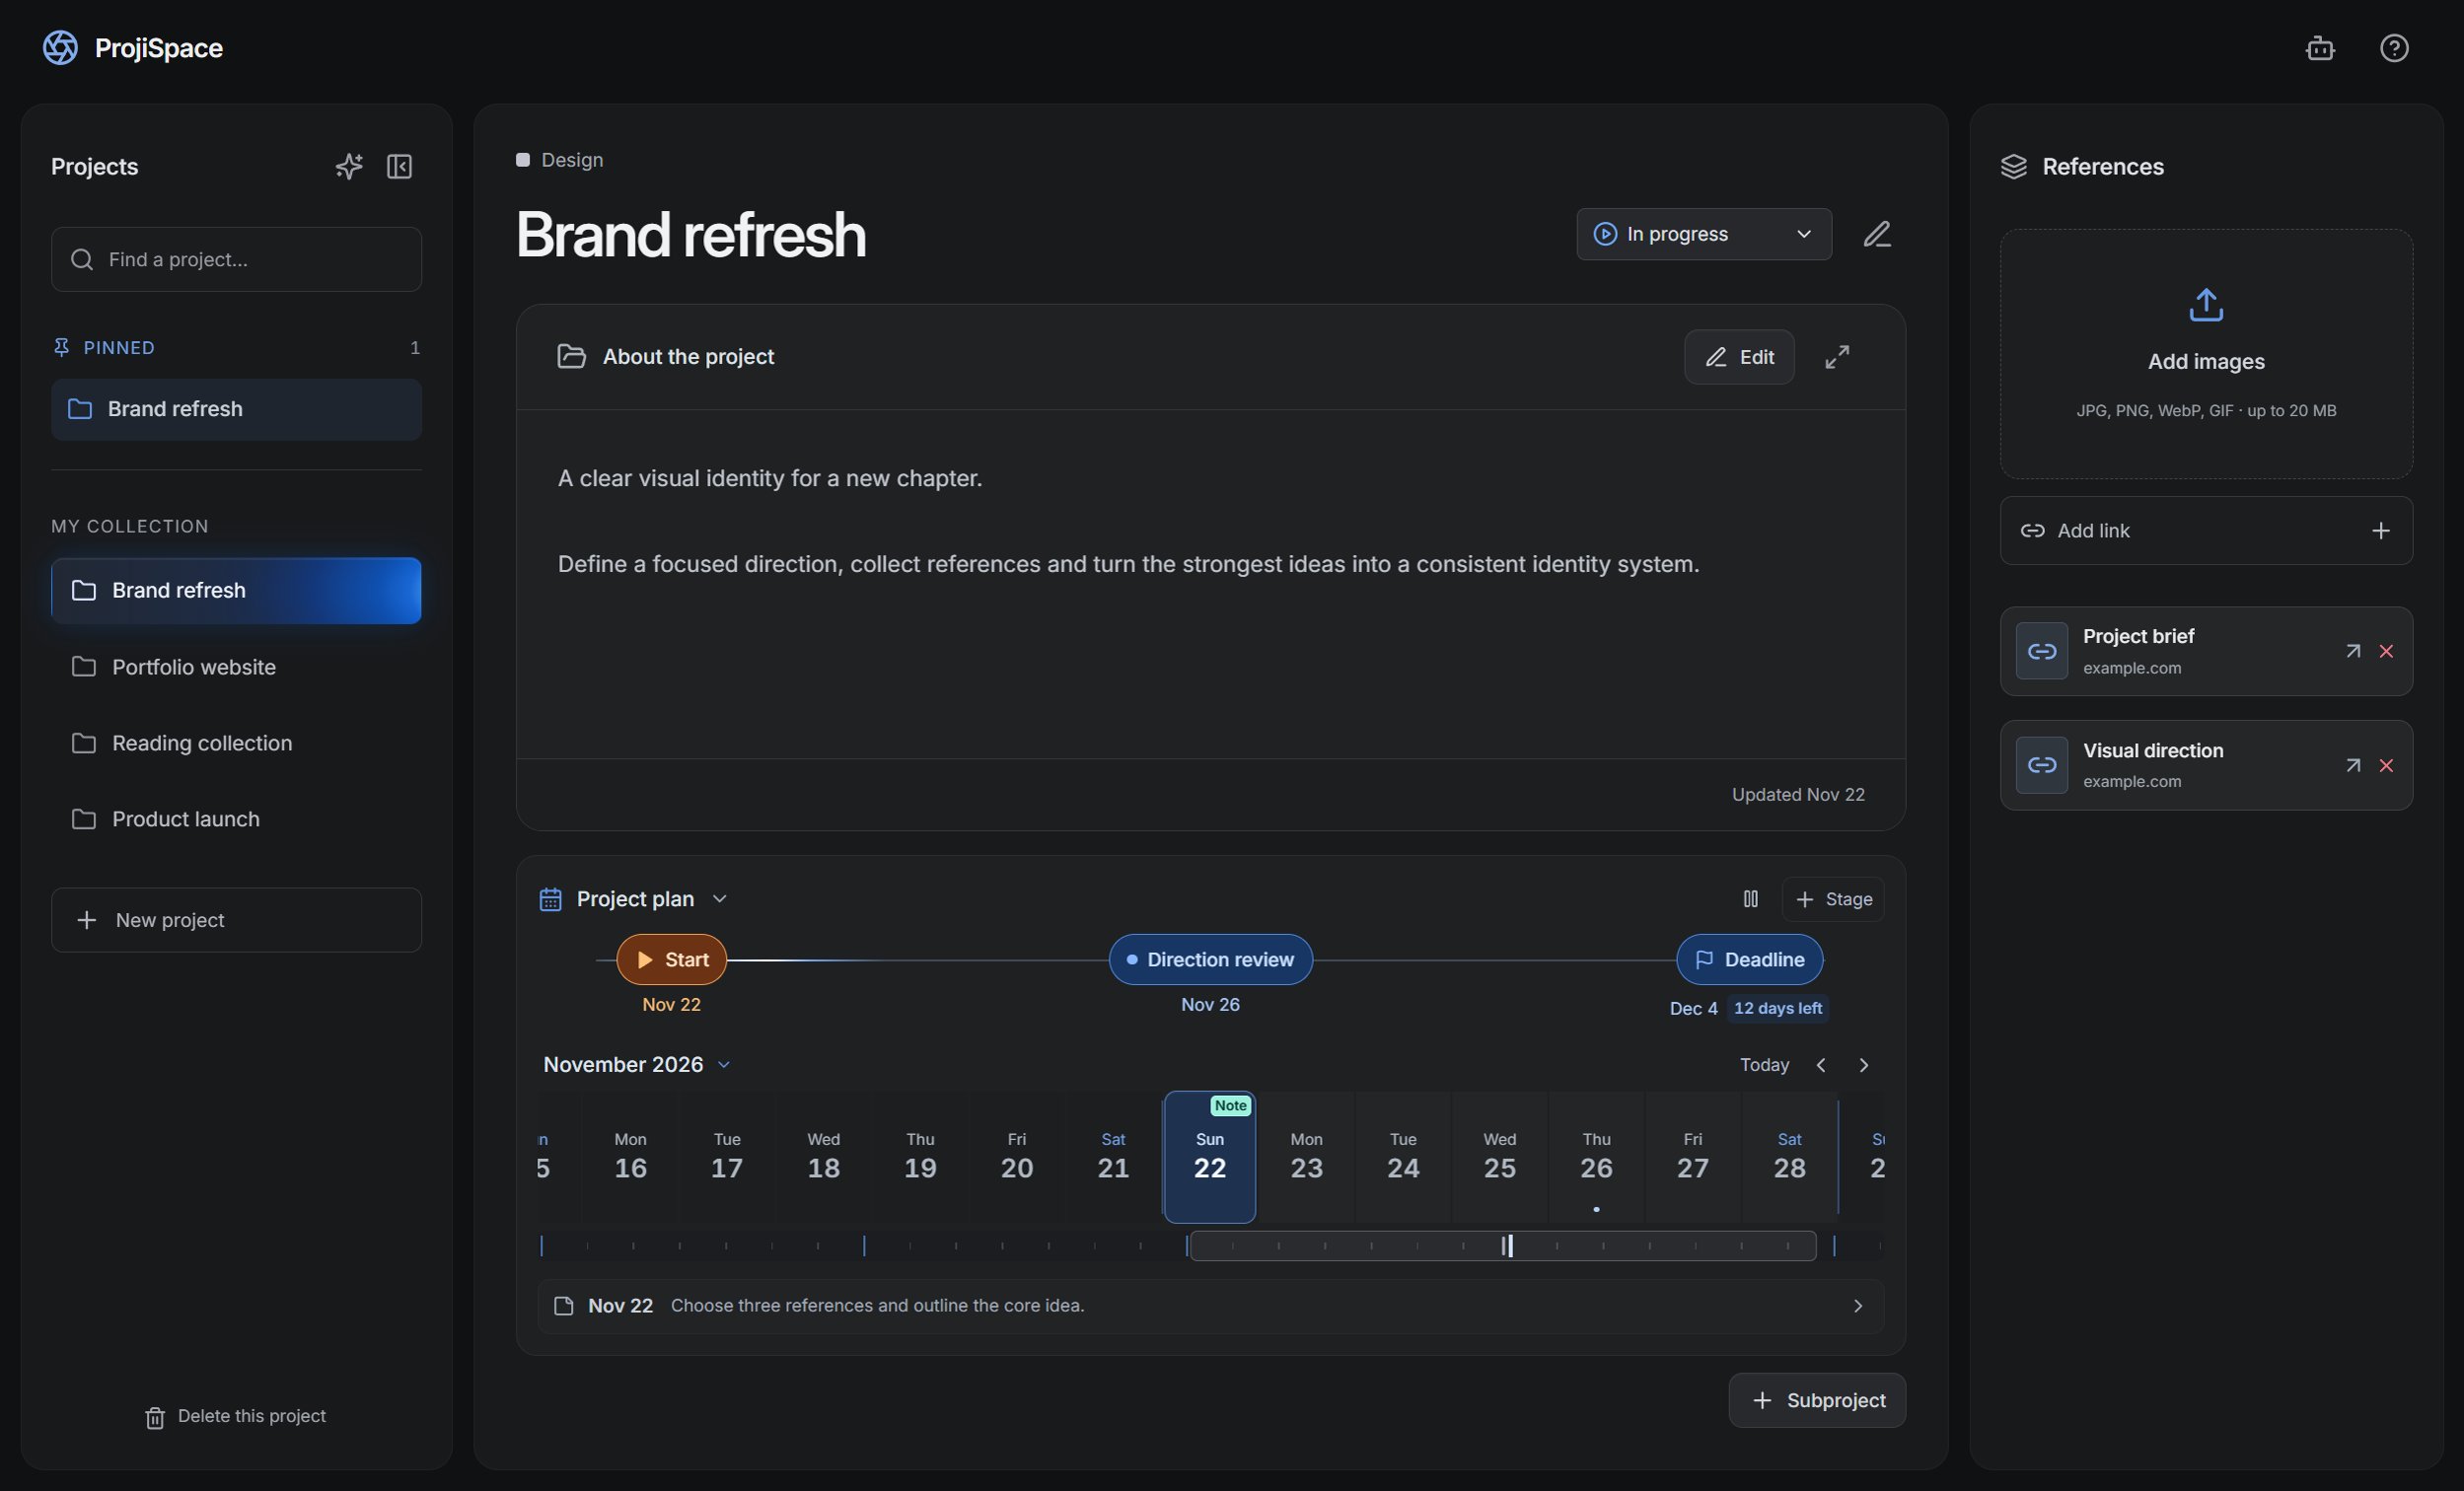 ProjiSpace
Projects
Find a project...
PINNED 1
Brand refresh
MY COLLECTION
Brand refresh
Portfolio website
Reading collection
Product launch
New project
Delete this project
Design
Brand refresh
In progress
About the project
Edit
A clear visual identity for a new chapter.
Define a focused direction, collect references and turn the strongest ideas into a consistent identity system.
Updated Nov 22
Project plan
Stage
Start
Direction review
Deadline
Nov 22
Nov 26
Dec 4 12 days left
November 2026
Today
Note
Mon Tue Wed Thu Fri Sat Sun Mon Tue Wed Thu Fri Sat
16 17 18 19 20 21 22 23 24 25 26 27 28
Nov 22 Choose three references and outline the core idea.
Subproject
References
Add images
JPG, PNG, WebP, GIF · up to 20 MB
Add link
Project brief
example.com
Visual direction
example.com